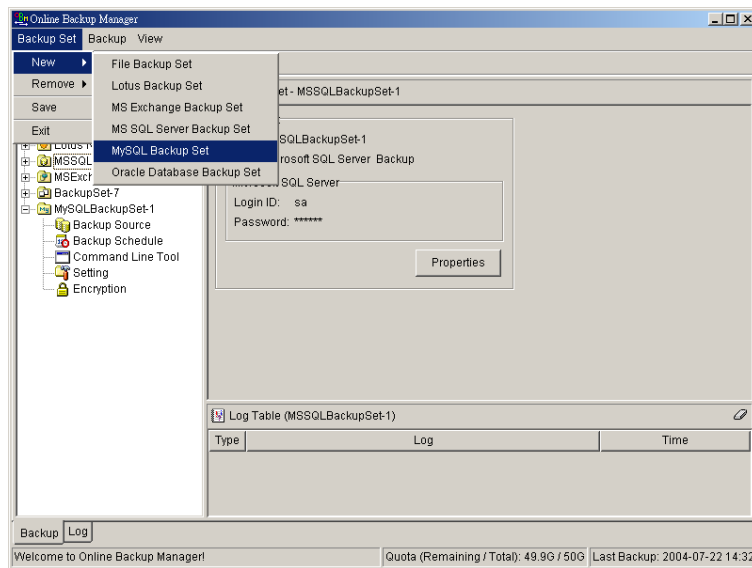 Online Backup Manager
Backup Set Backup View
New
Remove
Save
Exit
File Backup Set
Lotus Backup Set
MS Exchange Backup Set
MS SQL Server Backup Set
MySQL Backup Set
Oracle Database Backup Set
et - MSSQLBackupSet-1
SQLBackupSet-1
rosoft SQL Server Backup
SQL Server
Login ID: sa
Password: ******
Properties
MSSQL
MSExch
BackupSet-7
MySQLBackupSet-1
Backup Source
Backup Schedule
Command Line Tool
Setting
Encryption
Log Table (MSSQLBackupSet-1)
Type Log Time
Backup Log
Welcome to Online Backup Manager! Quota (Remaining / Total): 49.9G / 50G Last Backup: 2004-07-22 14:32